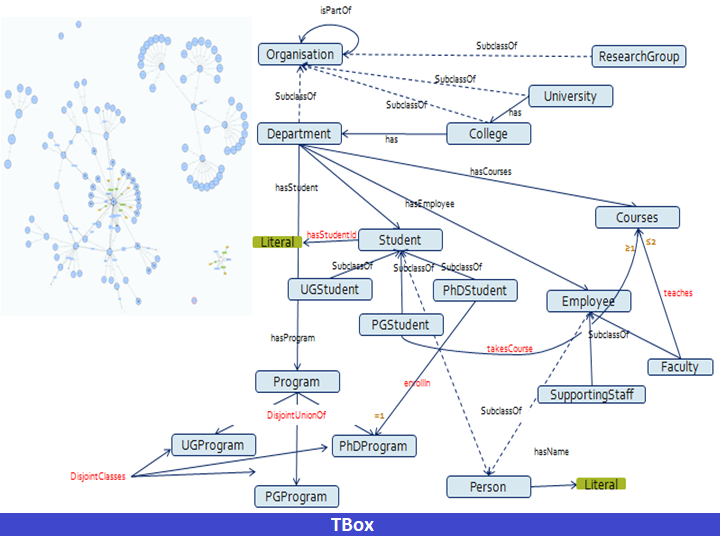 isPartOf
Organisation
SubclassOf
ResearchGroup
SubclassOf
SubclassOf
SubclassOf
University
has
Department
has
College
hasStudent
hasCourses
hasEmployee
Courses
Literal
hasStudentId
Student
≥1
≤2
SubclassOf
SubclassOf
SubclassOf
UGStudent
PhDStudent
Employee
teaches
PGStudent
hasProgram
takesCourse
SubclassOf
Faculty
Program
enrollIn
SupportingStaff
DisjointUnionOf
=1
SubclassOf
UGProgram
PhDProgram
hasName
DisjointClasses
PGProgram
Person
Literal
TBox